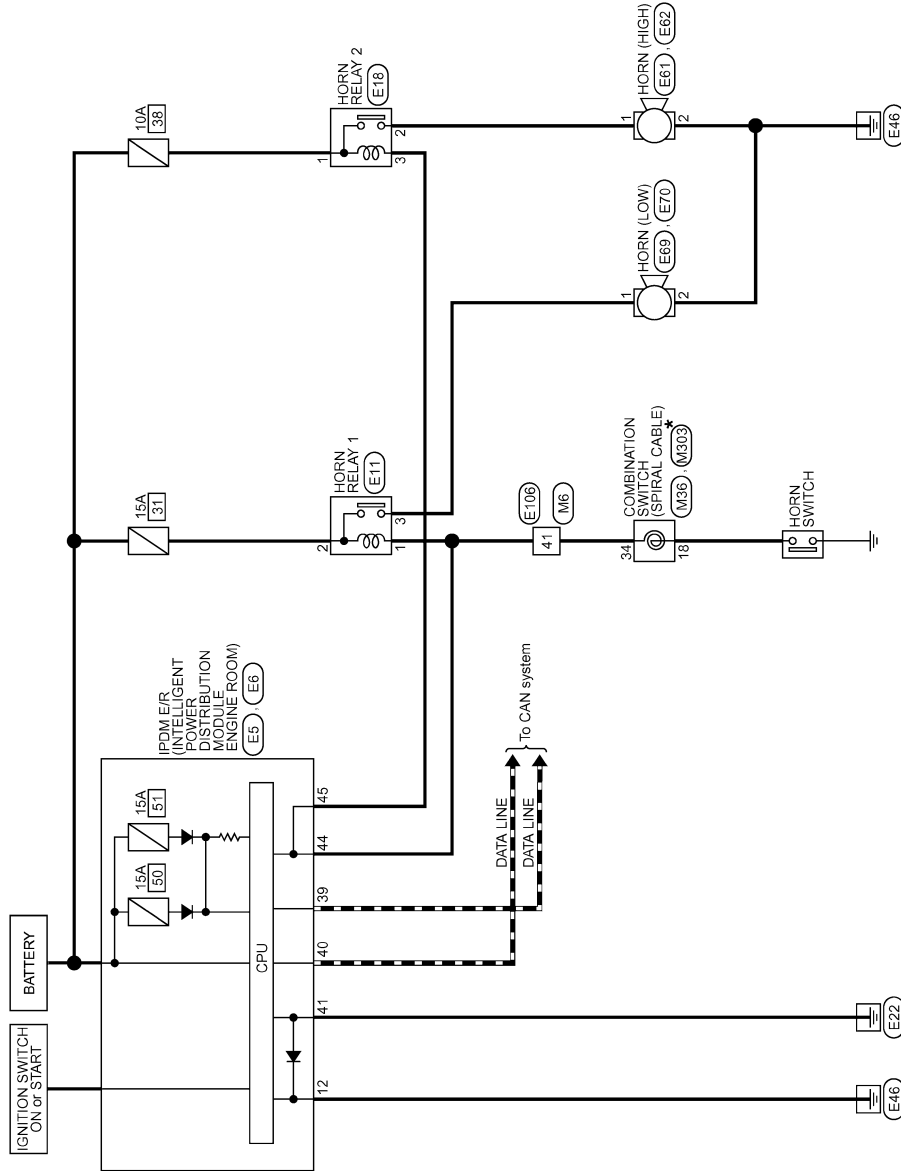 IGNITION SWITCH
ON or START
BATTERY
IPDM E/R
(INTELLIGENT
POWER
DISTRIBUTION
MODULE
ENGINE ROOM)
E5 , E6
15A
50
15A
51
CPU
12
41
40
39
44
45
DATA LINE
DATA LINE
To CAN system
E46
E22
15A
31
HORN
RELAY 1
E11
2
1
3
E106
41
M6
COMBINATION
SWITCH
(SPIRAL CABLE)
M36 , M303 *
34
18
HORN
SWITCH
10A
38
HORN
RELAY 2
E18
1
3
2
HORN (LOW)
E69 , E70
1
2
HORN (HIGH)
E61 , E62
1
2
E46